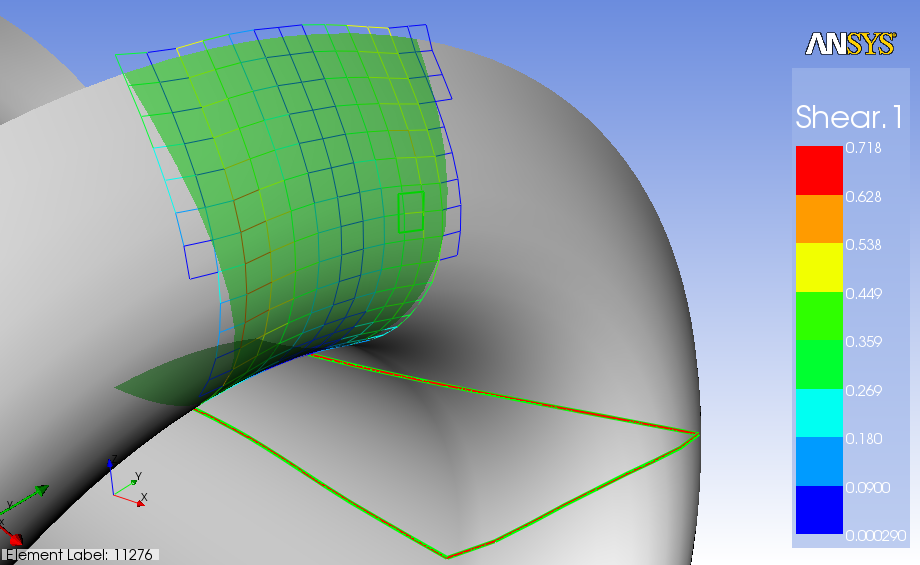 ANSYS
Shear.1
0.718
0.628
0.538
0.449
0.359
0.269
0.180
0.0900
0.000290
Z
Y
X
Y
X
Element Label: 11276